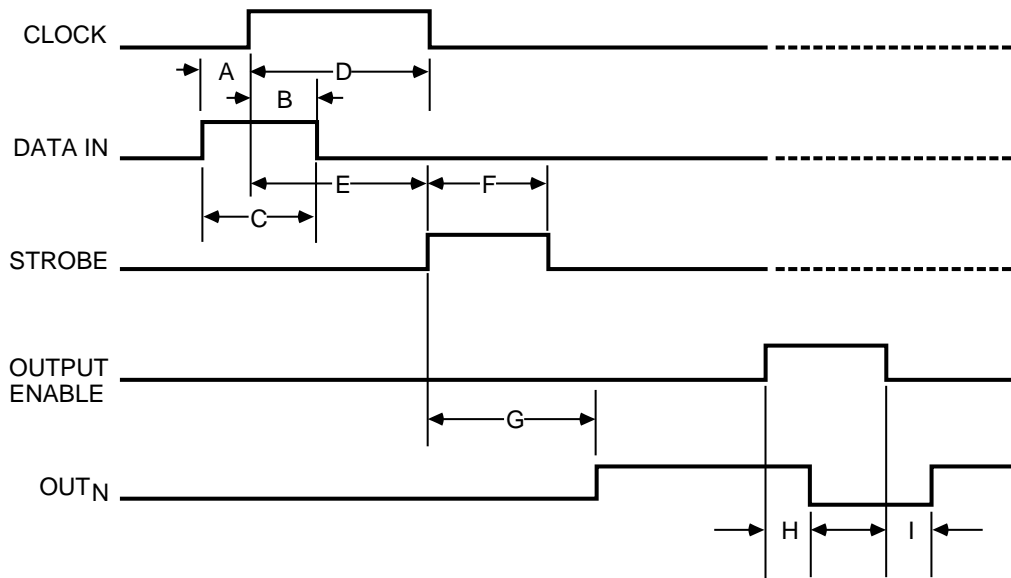 CLOCK
A
D
B
DATA IN
E
F
C
STROBE
OUTPUT
ENABLE
G
OUTN
H
I